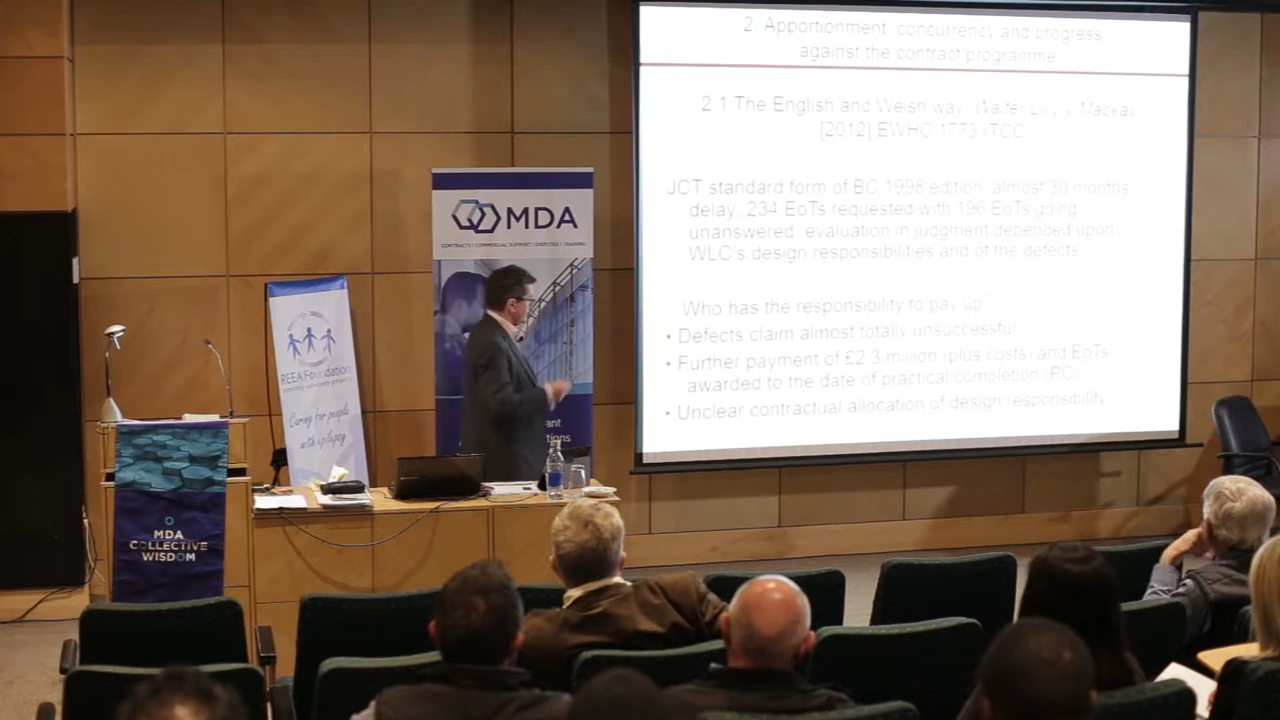 2. Apportionment, concurrency and progress
against the contract programme
2.1 The English and Welsh way, Walter Lilly v Mackay
[2012] EWHC 1773 (TCC
JCT standard form of BC 1998 edition, almost 30 months
delay, 234 EoTs requested with 196 EoTs going
unanswered, evaluation in judgment depended upon
WLC's design responsibilities and of the defects
Who has the responsibility to pay up?
• Defects claim almost totally unsuccessful
• Further payment of £2.3 million (plus costs) and EoTs
awarded to the date of practical completion (PC)
• Unclear contractual allocation of design responsibility
MDA
CONTRACTS | COMMERCIAL SUPPORT | DISPUTES | TRAINING
ant
tions
REEA Foundation
Caring for people
with epilepsy
MDA
COLLECTIVE
WISDOM